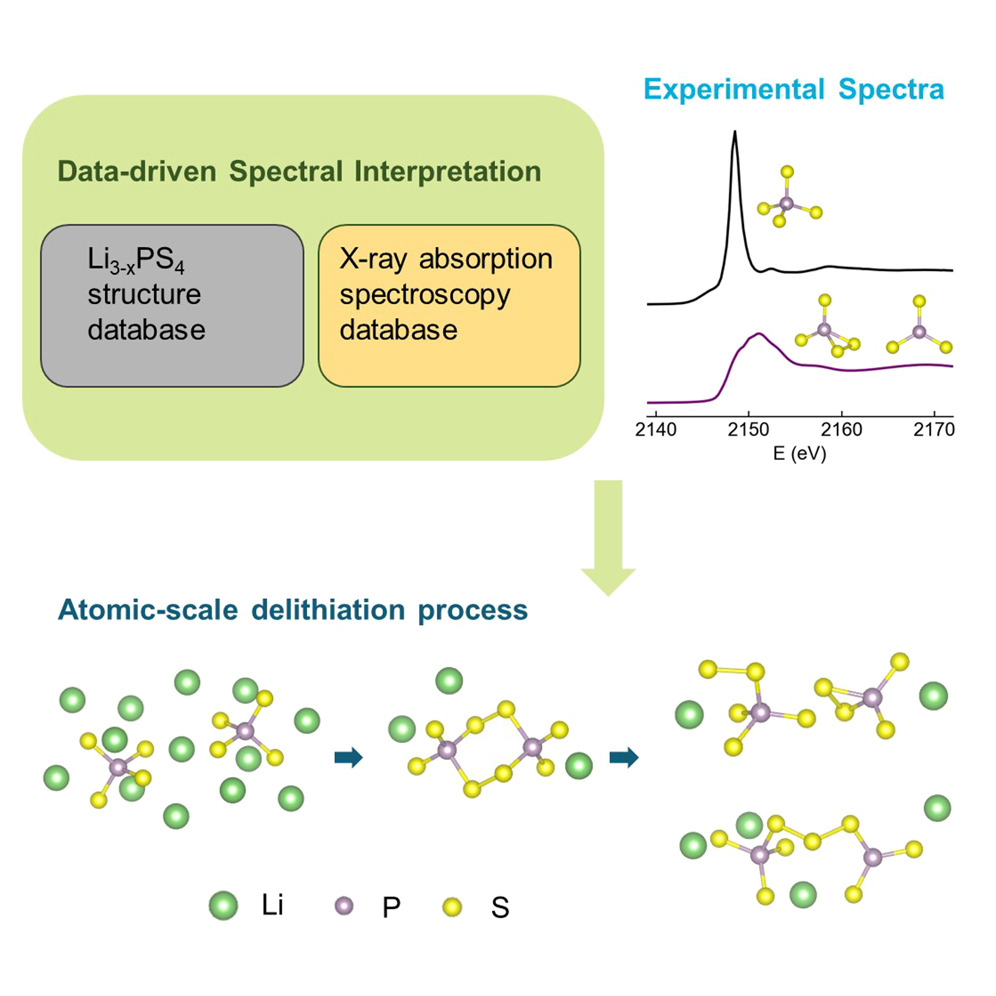 Experimental Spectra
Data-driven Spectral Interpretation
Li3-xPS4
structure
database
X-ray absorption
spectroscopy
database
2140 2150 2160 2170
E (eV)
Atomic-scale delithiation process
Li P S